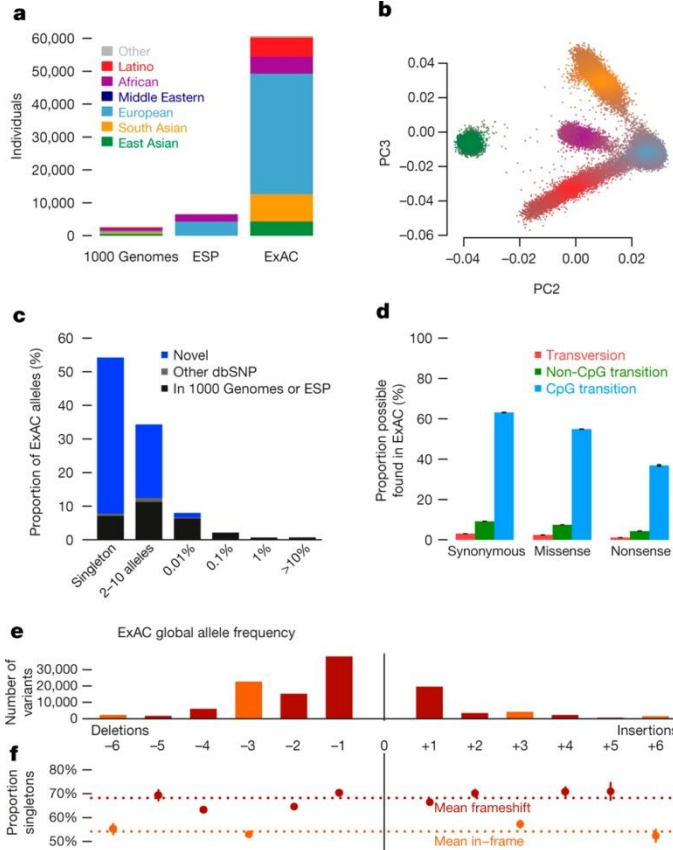 a
60,000
50,000
40,000
30,000
20,000
10,000
0
Individuals
Other
Latino
African
Middle Eastern
European
South Asian
East Asian
1000 Genomes ESP ExAC
b
0.04
0.02
0.00
−0.02
−0.04
−0.06
PC3
−0.04 −0.02 0.00 0.02
PC2
c
60
50
40
30
20
10
0
Proportion of ExAC alleles (%)
Novel
Other dbSNP
In 1000 Genomes or ESP
Singleton
2–10 alleles
0.01%
0.1%
1%
>10%
d
100
80
60
40
20
0
Proportion possible
found in ExAC (%)
Transversion
Non-CpG transition
CpG transition
Synonymous Missense Nonsense
e
ExAC global allele frequency
Number of
variants
30,000
20,000
10,000
0
Deletions
Insertions
−6 −5 −4 −3 −2 −1 0 +1 +2 +3 +4 +5 +6
f
Proportion
singletons
80%
70%
60%
50%
Mean frameshift
Mean in−frame